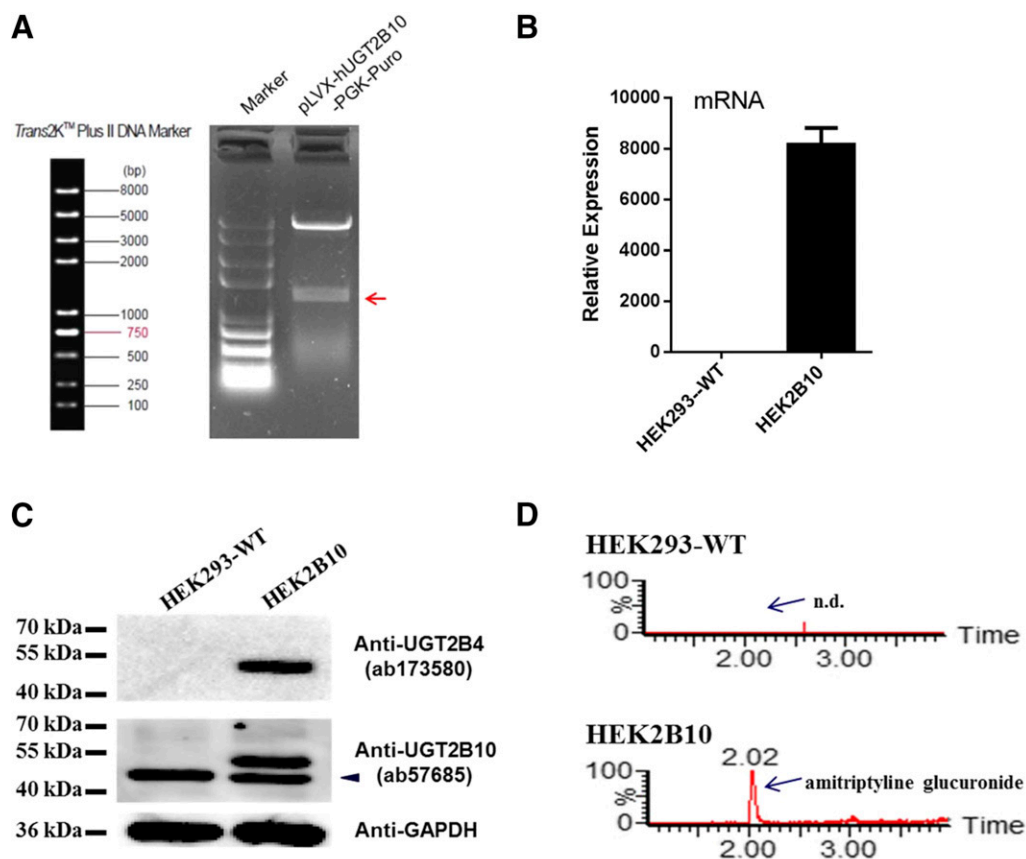 A
Marker
pLVX-hUGT2B10
-PGK-Puro
Trans2K™ Plus II DNA Marker
(bp)
8000
5000
3000
2000
1000
750
500
250
100
B
mRNA
Relative Expression
10000
8000
6000
4000
2000
0
HEK293--WT
HEK2B10
C
HEK293-WT
HEK2B10
70 kDa
55 kDa
40 kDa
Anti-UGT2B4
(ab173580)
70 kDa
55 kDa
40 kDa
Anti-UGT2B10
(ab57685)
36 kDa
Anti-GAPDH
D
HEK293-WT
100
%
0
n.d.
Time
2.00
3.00
HEK2B10
2.02
100
%
0
amitriptyline glucuronide
Time
2.00
3.00